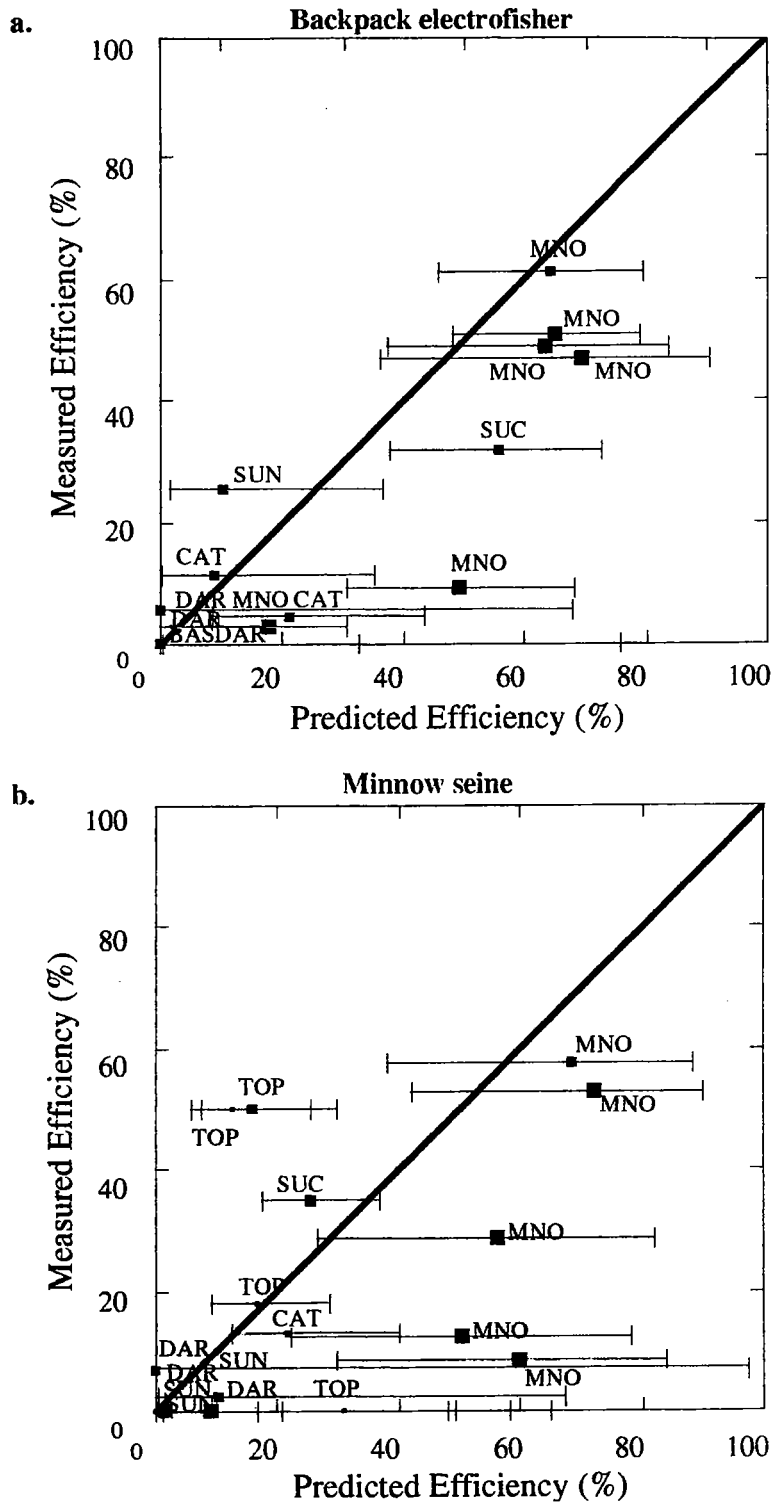 a.
Backpack electrofisher
100
80
60
40
20
0
Measured Efficiency (%)
MNO
MNO
MNO MNO
SUC
SUN
MNO
CAT
DAR MNO CAT
DAR
BAS DAR
0 20 40 60 80 100
Predicted Efficiency (%)
b.
Minnow seine
100
80
60
40
20
0
Measured Efficiency (%)
MNO
MNO
TOP
TOP
SUC
MNO
TOP
CAT
MNO
DAR
SUN
DAR
MNO
SUN DAR TOP
SUN
0 20 40 60 80 100
Predicted Efficiency (%)